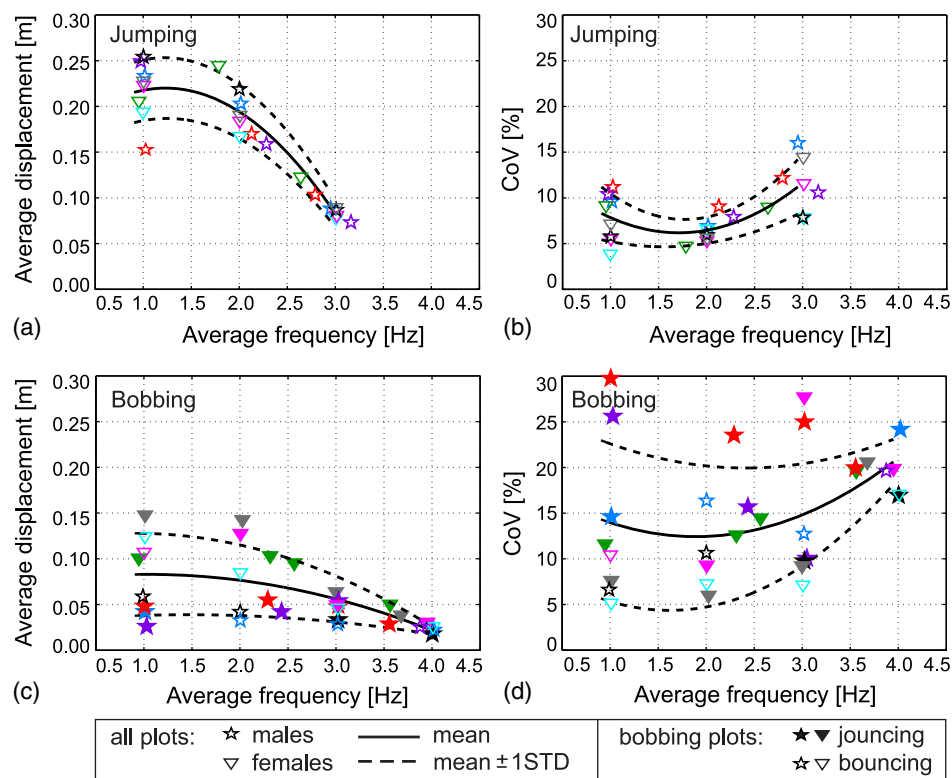 Jumping
Average displacement [m]
0.30
0.25
0.20
0.15
0.10
0.05
0.00
0.5 1.0 1.5 2.0 2.5 3.0 3.5 4.0 4.5
Average frequency [Hz]
(a)
Jumping
CoV [%]
30
25
20
15
10
5
0
0.5 1.0 1.5 2.0 2.5 3.0 3.5 4.0 4.5
Average frequency [Hz]
(b)
Bobbing
Average displacement [m]
0.30
0.25
0.20
0.15
0.10
0.05
0.00
0.5 1.0 1.5 2.0 2.5 3.0 3.5 4.0 4.5
Average frequency [Hz]
(c)
Bobbing
CoV [%]
30
25
20
15
10
5
0
0.5 1.0 1.5 2.0 2.5 3.0 3.5 4.0 4.5
Average frequency [Hz]
(d)
all plots: males mean
females mean ± 1STD
bobbing plots: jouncing
bouncing